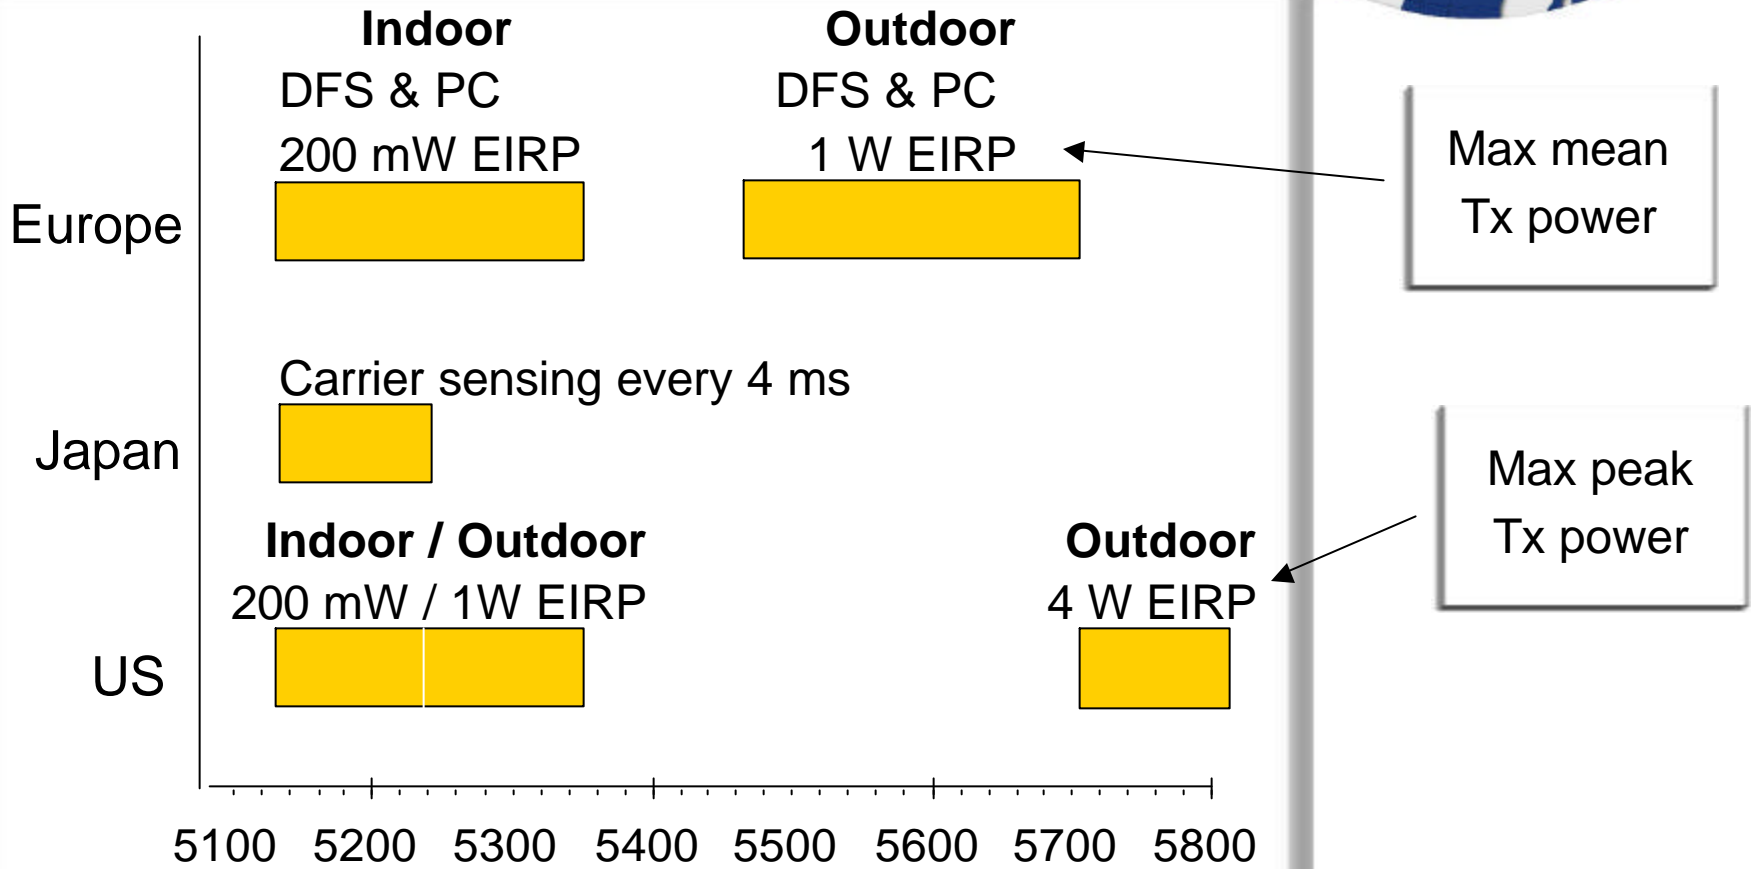 Indoor
DFS & PC
200 mW EIRP
Outdoor
DFS & PC
1 W EIRP
Max mean
Tx power
Europe
Carrier sensing every 4 ms
Japan
Max peak
Tx power
Indoor / Outdoor
200 mW / 1W EIRP
Outdoor
4 W EIRP
US
5100 5200 5300 5400 5500 5600 5700 5800